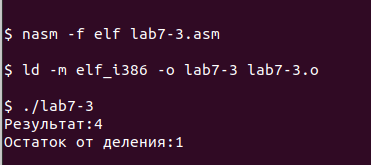 $ nasm -f elf lab7-3.asm
$ ld -m elf_i386 -o lab7-3 lab7-3.o
$ ./lab7-3
Результат:4
Остаток от деления:1